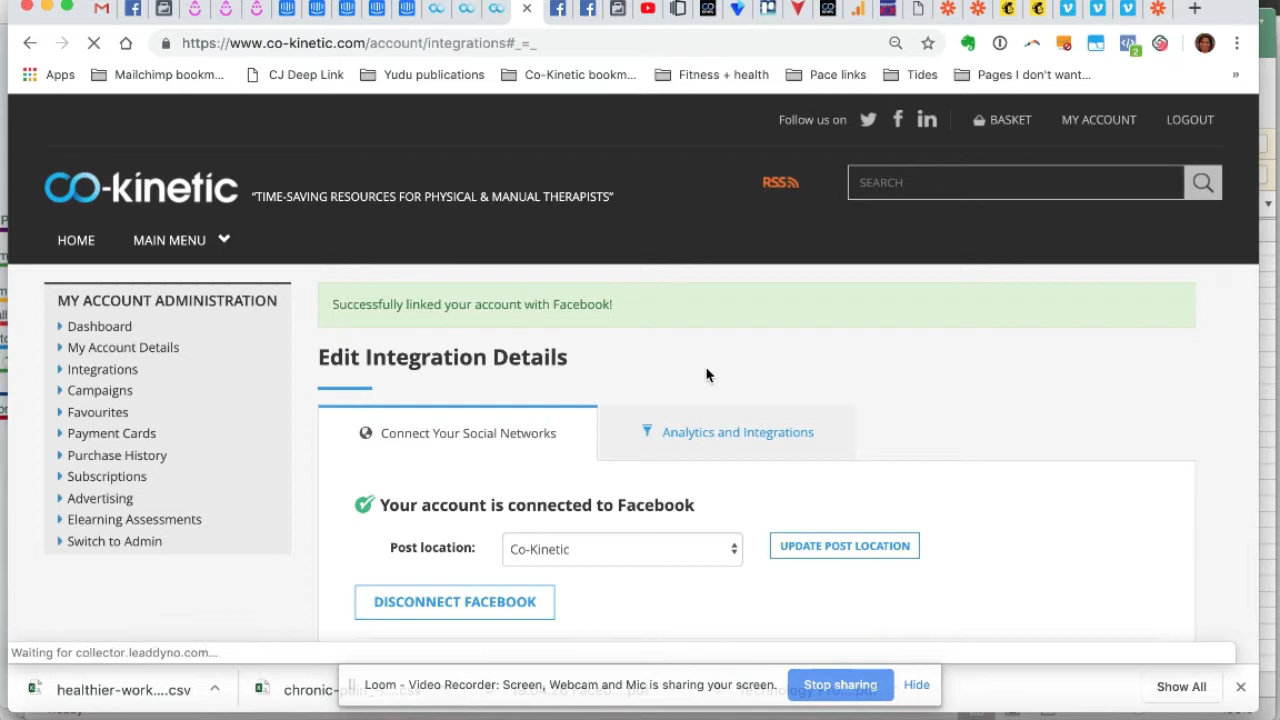 https://www.co-kinetic.com/account/integrations#_=_
2
Apps
Mailchimp bookm...
CJ Deep Link
Yudu publications
Co-Kinetic bookm...
Fitness + health
Pace links
Tides
Pages I don't want...
»
Follow us on
BASKET
MY ACCOUNT
LOGOUT
co-kinetic
"TIME-SAVING RESOURCES FOR PHYSICAL & MANUAL THERAPISTS"
RSS
SEARCH
HOME
MAIN MENU
MY ACCOUNT ADMINISTRATION
Dashboard
My Account Details
Integrations
Campaigns
Favourites
Payment Cards
Purchase History
Subscriptions
Advertising
Elearning Assessments
Switch to Admin
Successfully linked your account with Facebook!
Edit Integration Details
Connect Your Social Networks
Analytics and Integrations
Your account is connected to Facebook
Post location:
Co-Kinetic
UPDATE POST LOCATION
DISCONNECT FACEBOOK
Waiting for collector.leaddyno.com...
healthier-work....csv
Loom - Video Recorder: Screen, Webcam and Mic is sharing your screen.
Stop sharing
Hide
Show All